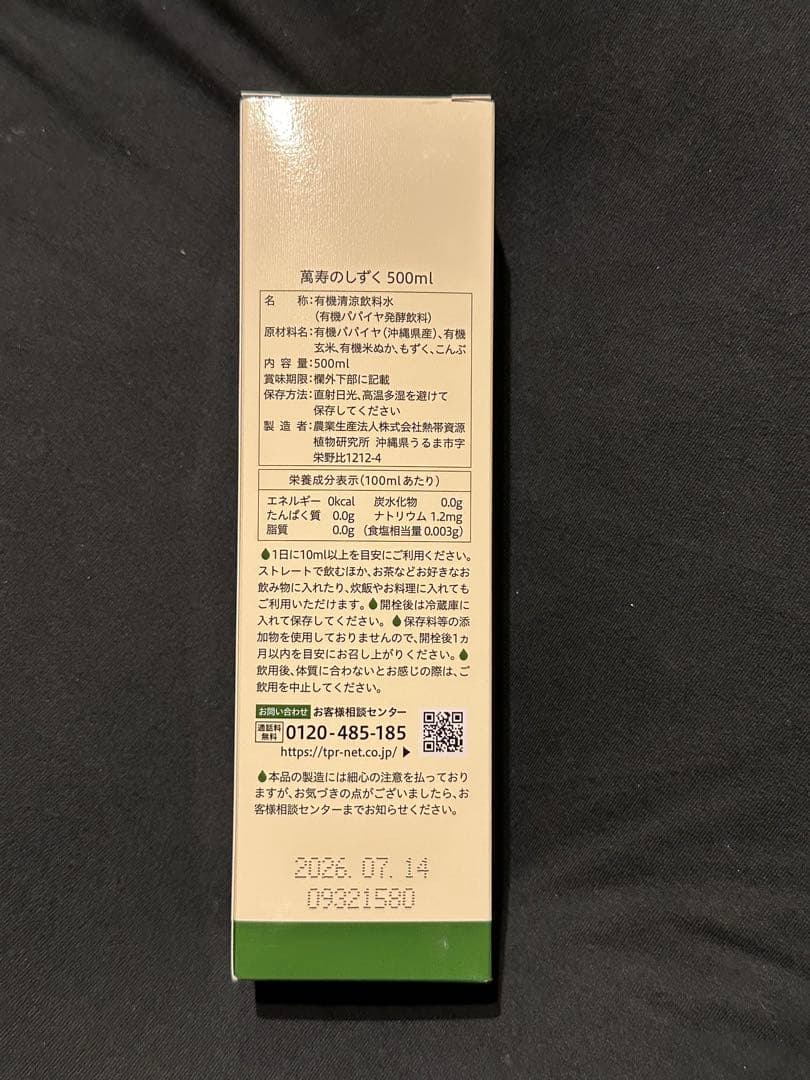 萬寿のしずく 500ml
名　　称：有機清涼飲料水
（有機パパイヤ発酵飲料）
原材料名：有機パパイヤ（沖縄県産）、有機
玄米、有機米ぬか、もずく、こんぶ
内 容 量：500ml
賞味期限：欄外下部に記載
保存方法：直射日光、高温多湿を避けて
保存してください
製 造 者：農業生産法人株式会社熱帯資源
植物研究所 沖縄県うるま市字
栄野比1212-4
栄養成分表示（100mlあたり）
エネルギー 0kcal　炭水化物　0.0g
たんぱく質 0.0g　ナトリウム 1.2mg
脂質　0.0g（食塩相当量 0.003g）
1日に10ml以上を目安にご利用ください。
ストレートで飲むほか、お茶などお好きなお
飲み物に入れたり、炊飯やお料理に入れても
ご利用いただけます。開栓後は冷蔵庫に
入れて保存してください。保存料等の添
加物を使用しておりませんので、開栓後1ヵ
月以内を目安にお召し上がりください。
飲用後、体質に合わないとお感じの際は、ご
飲用を中止してください。
お問い合わせ お客様相談センター
通話料無料 0120-485-185
https://tpr-net.co.jp/ ▶
本品の製造には細心の注意を払っており
ますが、お気づきの点がございましたら、お
客様相談センターまでお知らせください。
2026.07.14
09321580